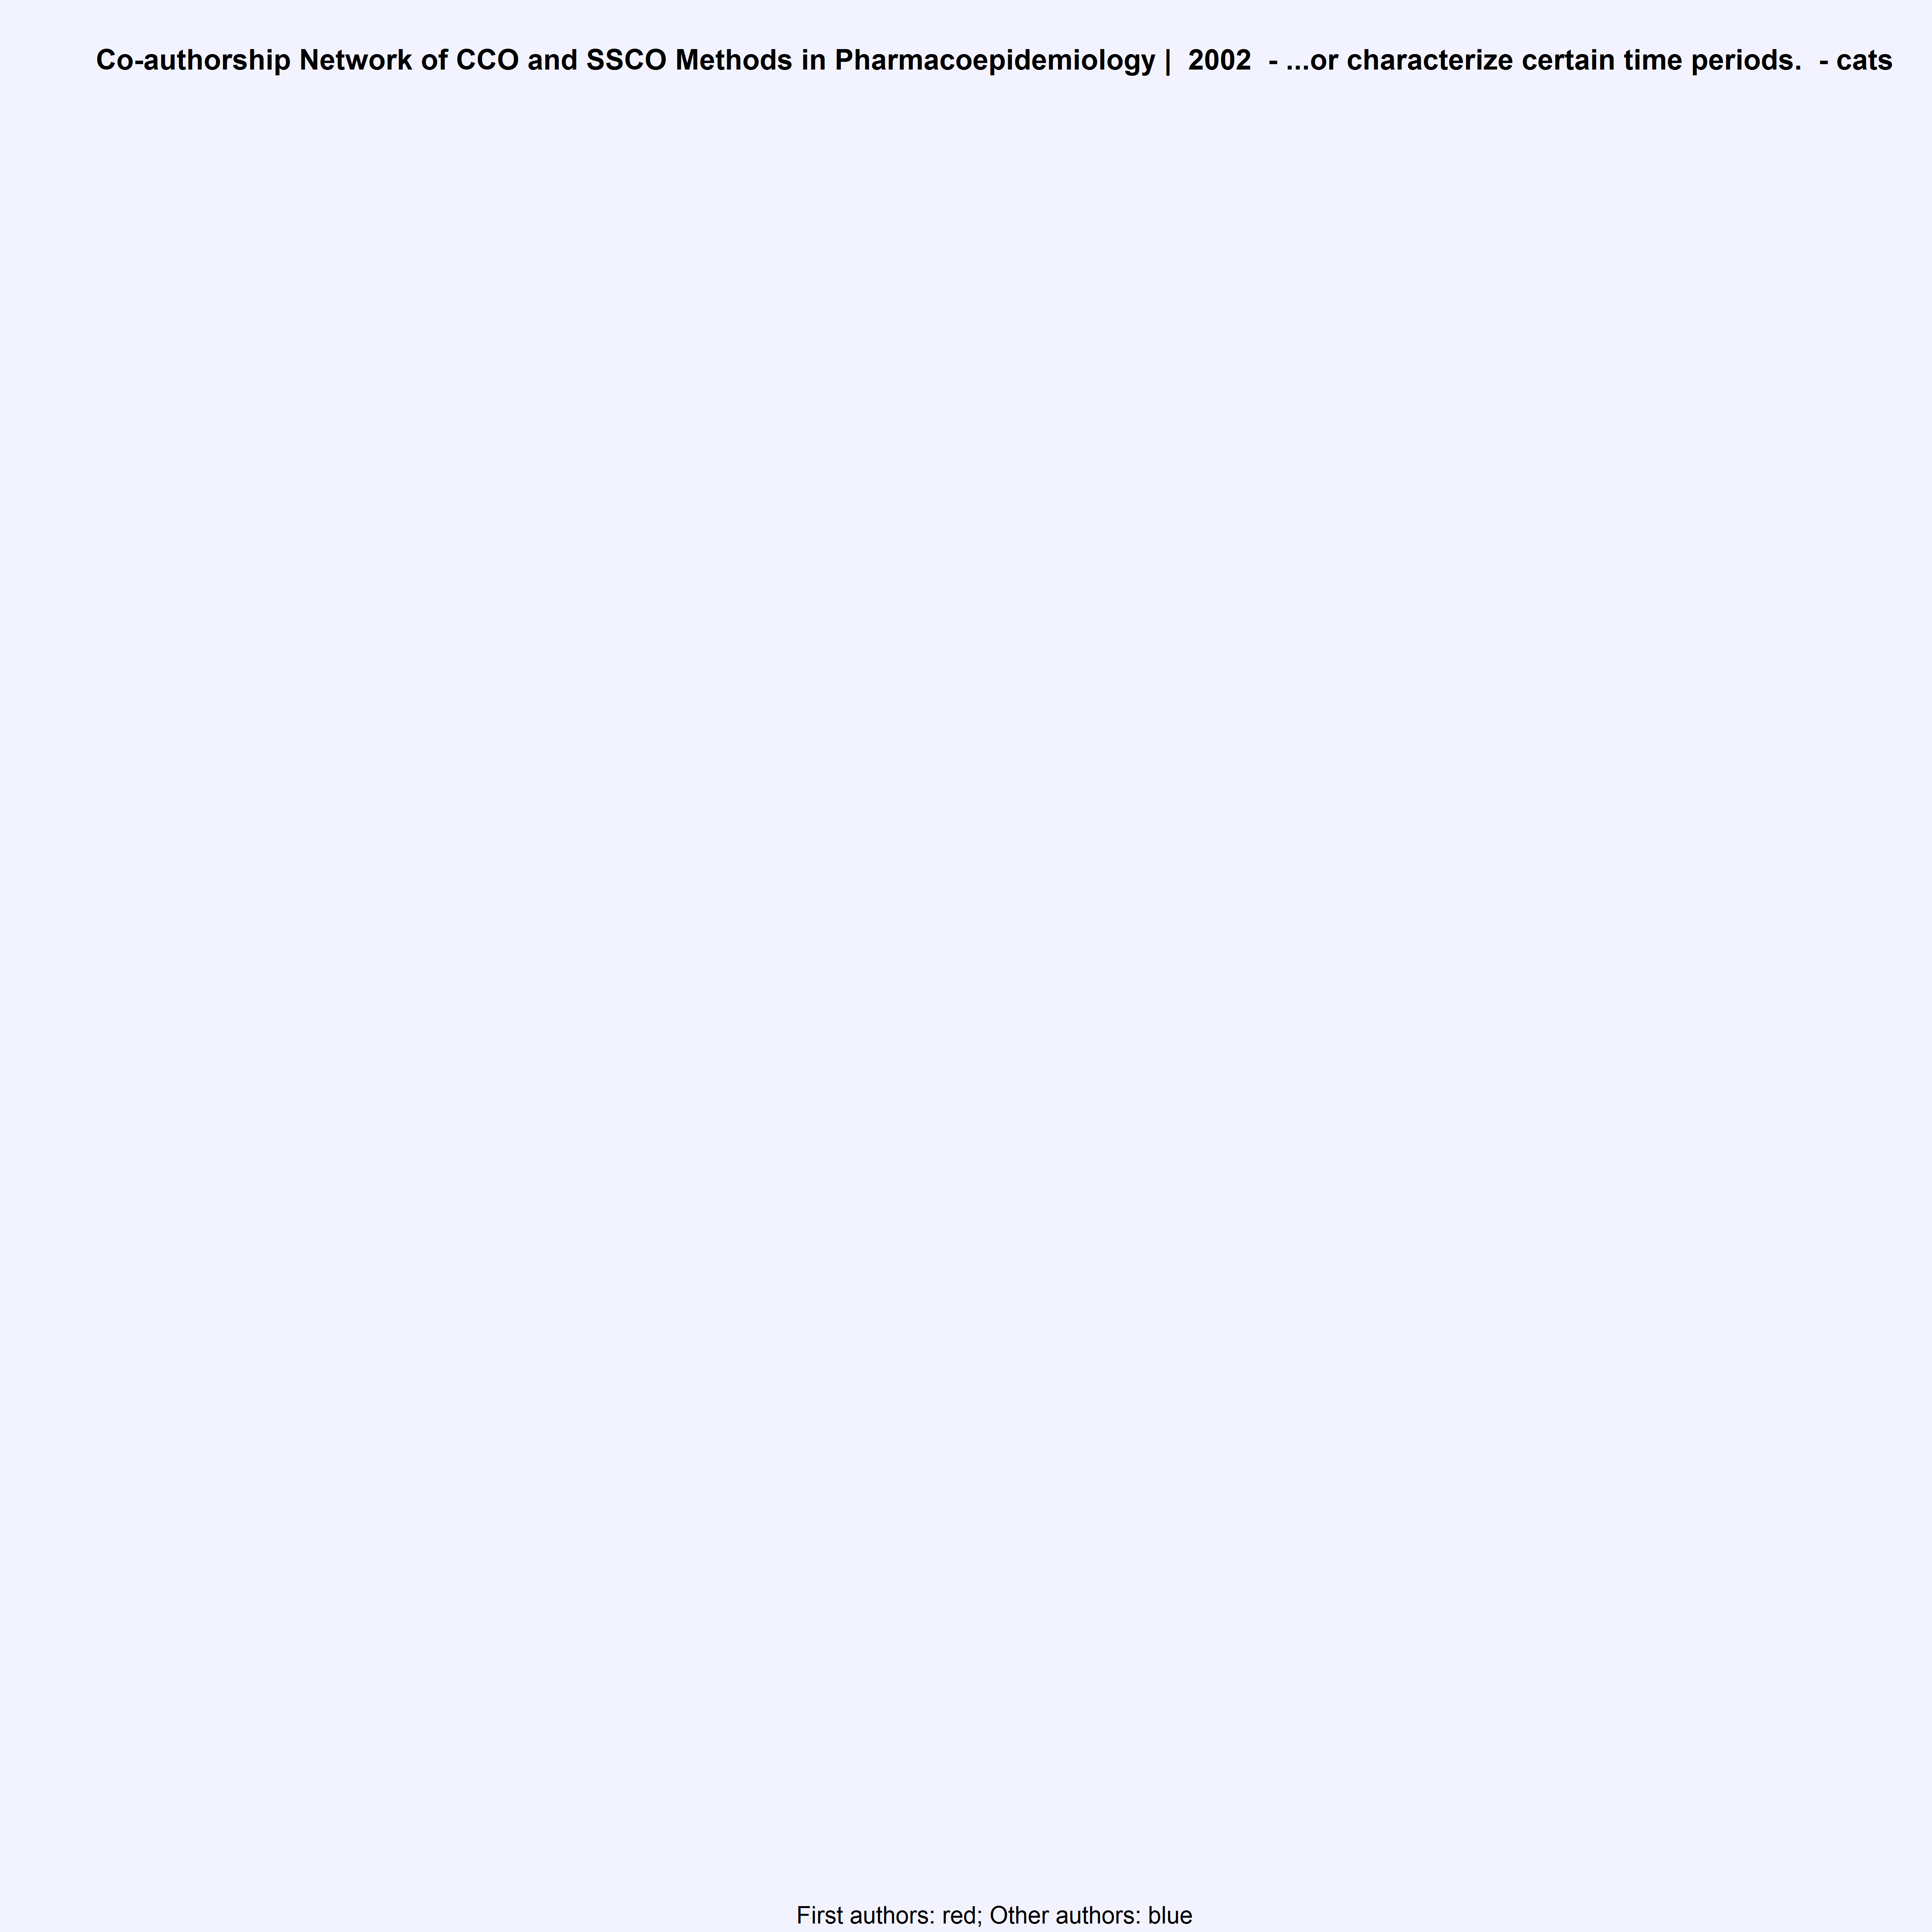 Co-authorship Network of CCO and SSCO Methods in Pharmacoepidemiology |  2002  - ...or characterize certain time periods.  - cats
First authors: red; Other authors: blue